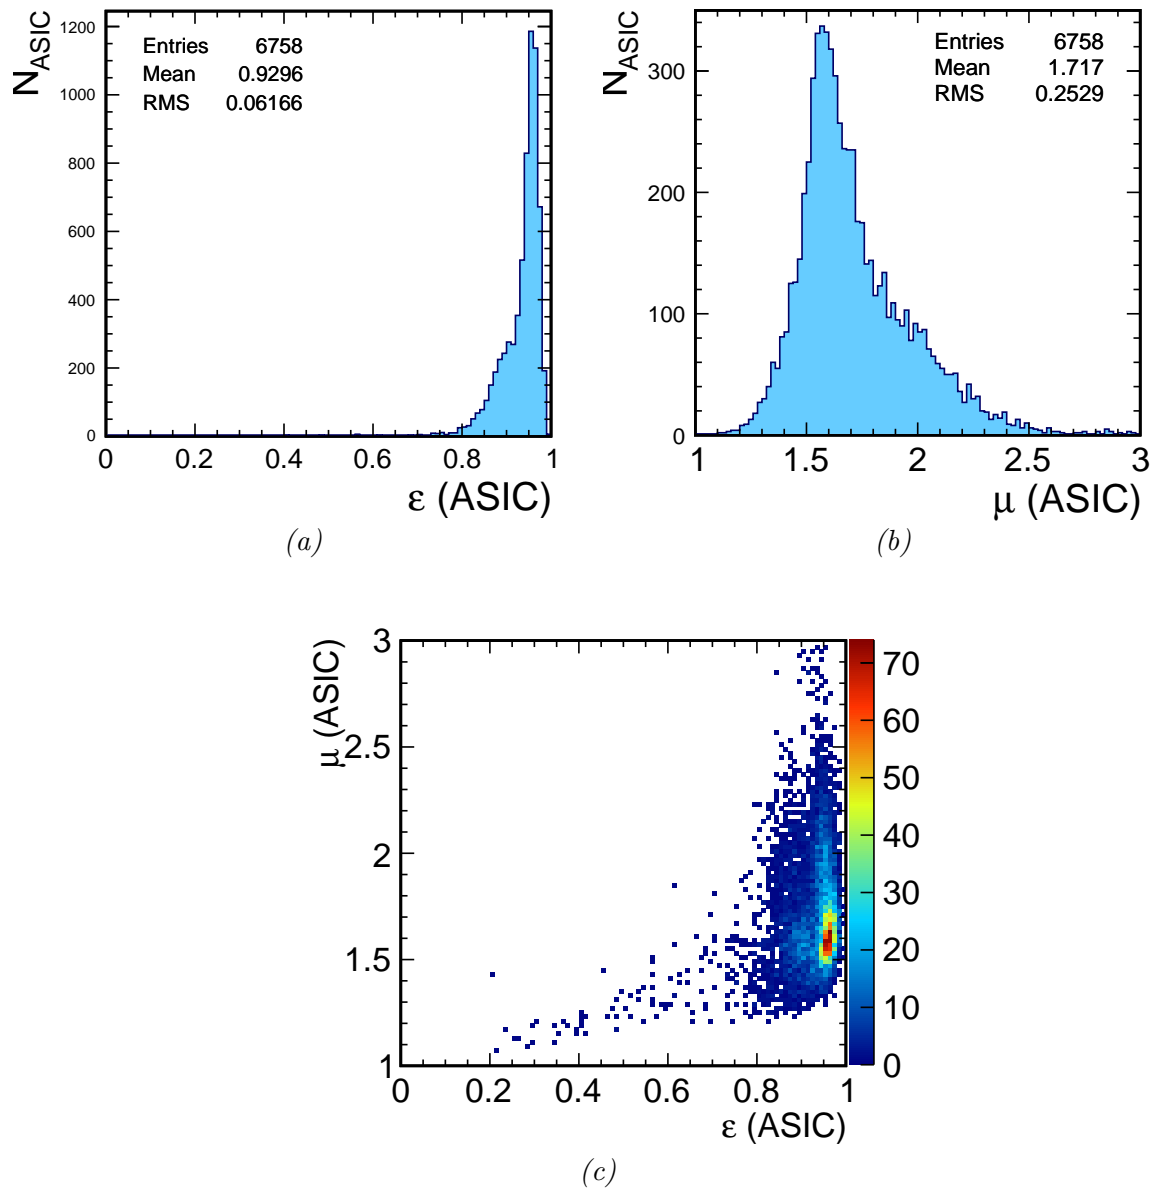 N_ASIC
Entries 6758
Mean 0.9296
RMS 0.06166
1200
1000
800
600
400
200
0
0 0.2 0.4 0.6 0.8 1
ε (ASIC)
(a)
N_ASIC
Entries 6758
Mean 1.717
RMS 0.2529
300
200
100
0
1 1.5 2 2.5 3
μ (ASIC)
(b)
μ (ASIC)
3
2.5
2
1.5
1
0 0.2 0.4 0.6 0.8 1
ε (ASIC)
70
60
50
40
30
20
10
0
(c)